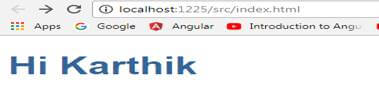 localhost:1225/src/index.html
Apps Google Angular Introduction to Angu
Hi Karthik